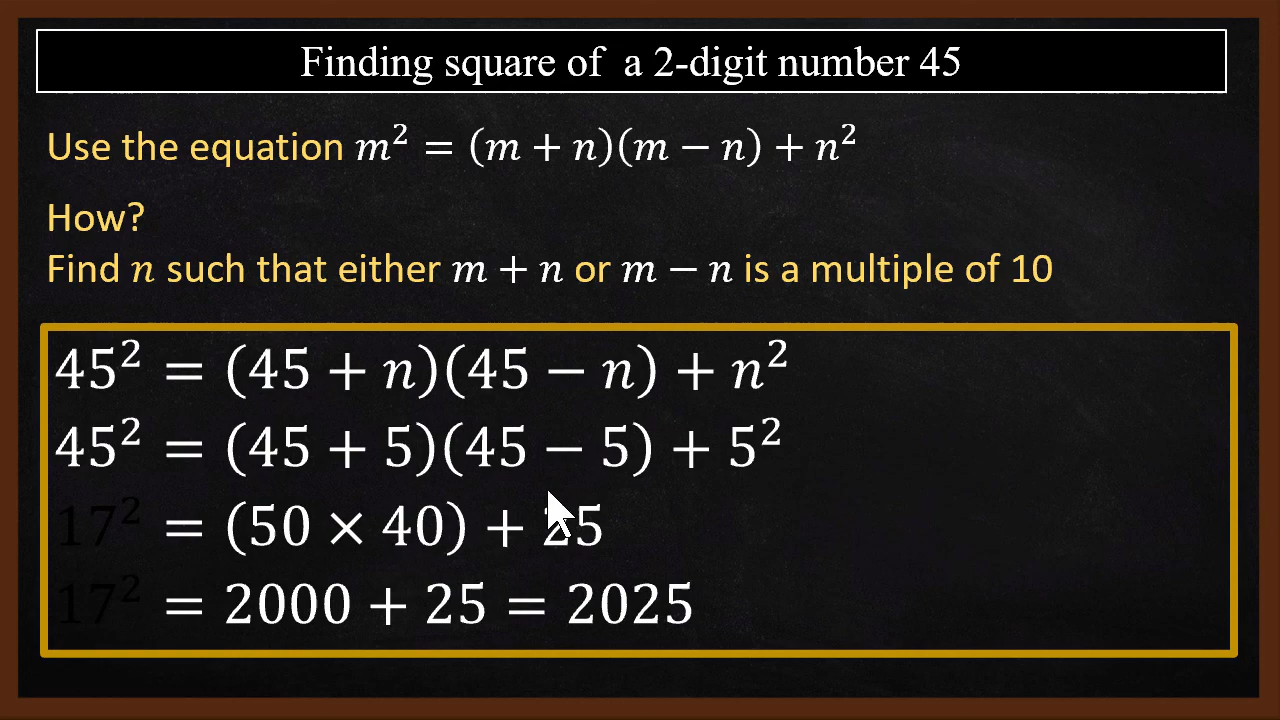 Finding square of a 2-digit number 45
Use the equation m² = (m + n)(m − n) + n²
How?
Find n such that either m + n or m − n is a multiple of 10
45² = (45 + n)(45 − n) + n²
45² = (45 + 5)(45 − 5) + 5²
17² = (50 × 40) + 25
17² = 2000 + 25 = 2025